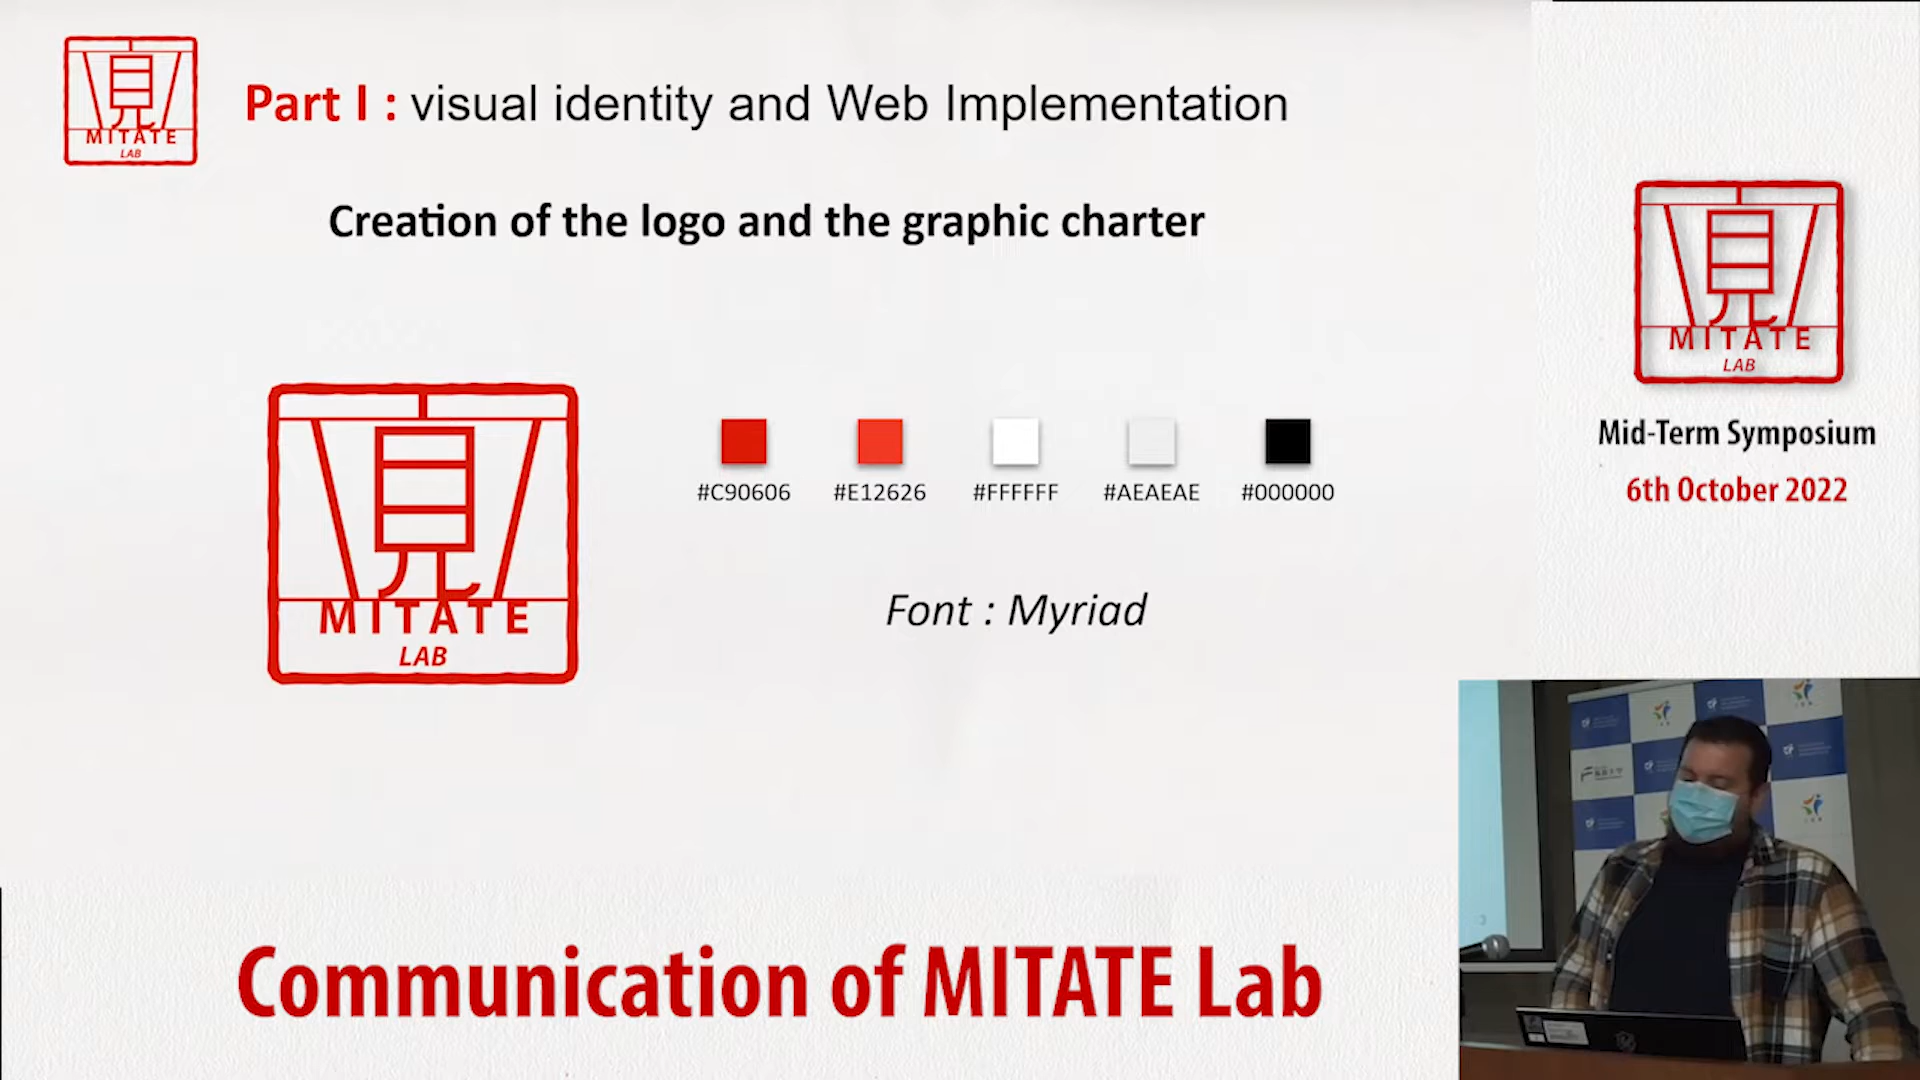 見
MITATE
LAB
Part I : visual identity and Web Implementation
Creation of the logo and the graphic charter
見
MITATE
LAB
#C90606 #E12626 #FFFFFF #AEAEAE #000000
Font : Myriad
見
MITATE
LAB
Mid-Term Symposium
6th October 2022
Communication of MITATE Lab